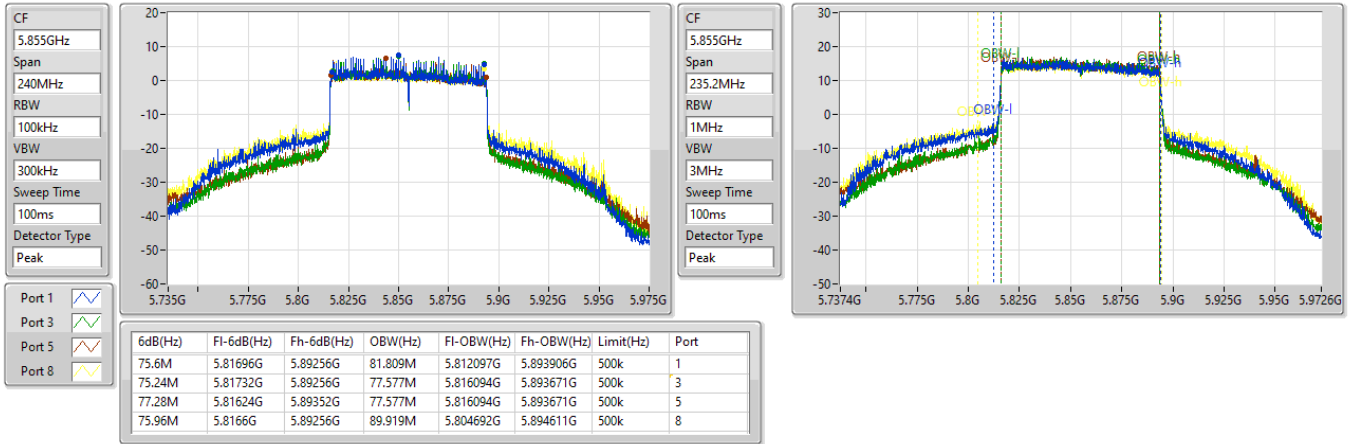 CF
5.855GHz
Span
240MHz
RBW
100kHz
VBW
300kHz
Sweep Time
100ms
Detector Type
Peak
20
10
0
-10
-20
-30
-40
-50
-60
5.735G 5.775G 5.8G 5.825G 5.85G 5.875G 5.9G 5.925G 5.95G 5.975G
CF
5.855GHz
Span
235.2MHz
RBW
1MHz
VBW
3MHz
Sweep Time
100ms
Detector Type
Peak
30
20
10
0
-10
-20
-30
-40
-50
OBW-l
OBW-h
OBW-h
OBW-h
OBW-l
5.7374G 5.775G 5.8G 5.825G 5.85G 5.875G 5.9G 5.925G 5.95G 5.9726G
Port 1
Port 3
Port 5
Port 8
6dB(Hz) Fl-6dB(Hz) Fh-6dB(Hz) OBW(Hz) Fl-OBW(Hz) Fh-OBW(Hz) Limit(Hz) Port
75.6M 5.81696G 5.89256G 81.809M 5.812097G 5.893906G 500k 1
75.24M 5.81732G 5.89256G 77.577M 5.816094G 5.893671G 500k 3
77.28M 5.81624G 5.89352G 77.577M 5.816094G 5.893671G 500k 5
75.96M 5.8166G 5.89256G 89.919M 5.804692G 5.894611G 500k 8